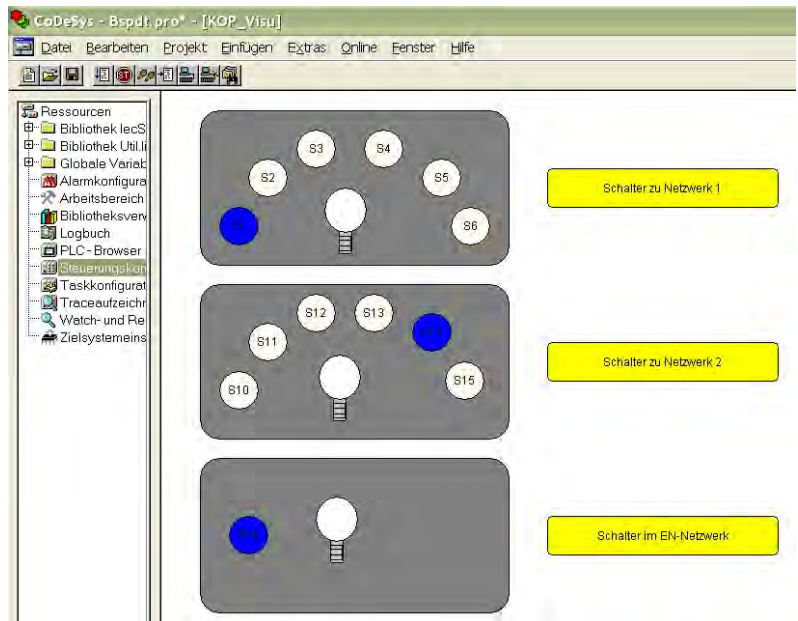 CoDeSys - Bspdt.pro* - [KOP_Visu]
Datei Bearbeiten Projekt Einfügen Extras Online Fenster Hilfe
Ressourcen
Bibliothek IecS
Bibliothek Util.li
Globale Variab
Alarmkonfigura
Arbeitsbereich
Bibliotheksverw
Logbuch
PLC-Browser
Steuerungskon
Taskkonfigurat
Traceaufzeichn
Watch- und Re
Zielsystemeins
S2 S3 S4 S5 S6
Schalter zu Netzwerk 1
S10 S11 S12 S13 S15
Schalter zu Netzwerk 2
Schalter im EN-Netzwerk